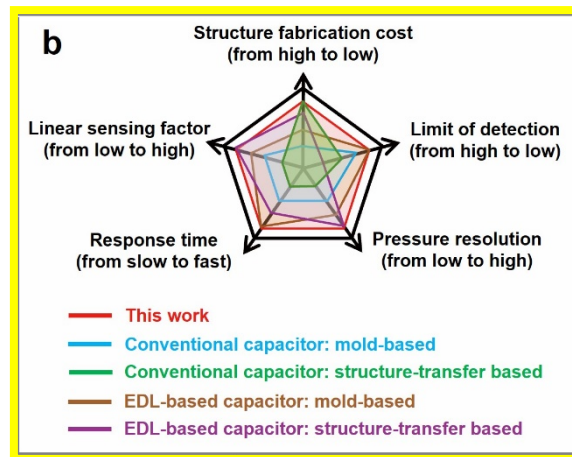 b
Structure fabrication cost
(from high to low)
Linear sensing factor
(from low to high)
Limit of detection
(from high to low)
Response time
(from slow to fast)
Pressure resolution
(from low to high)
This work
Conventional capacitor: mold-based
Conventional capacitor: structure-transfer based
EDL-based capacitor: mold-based
EDL-based capacitor: structure-transfer based